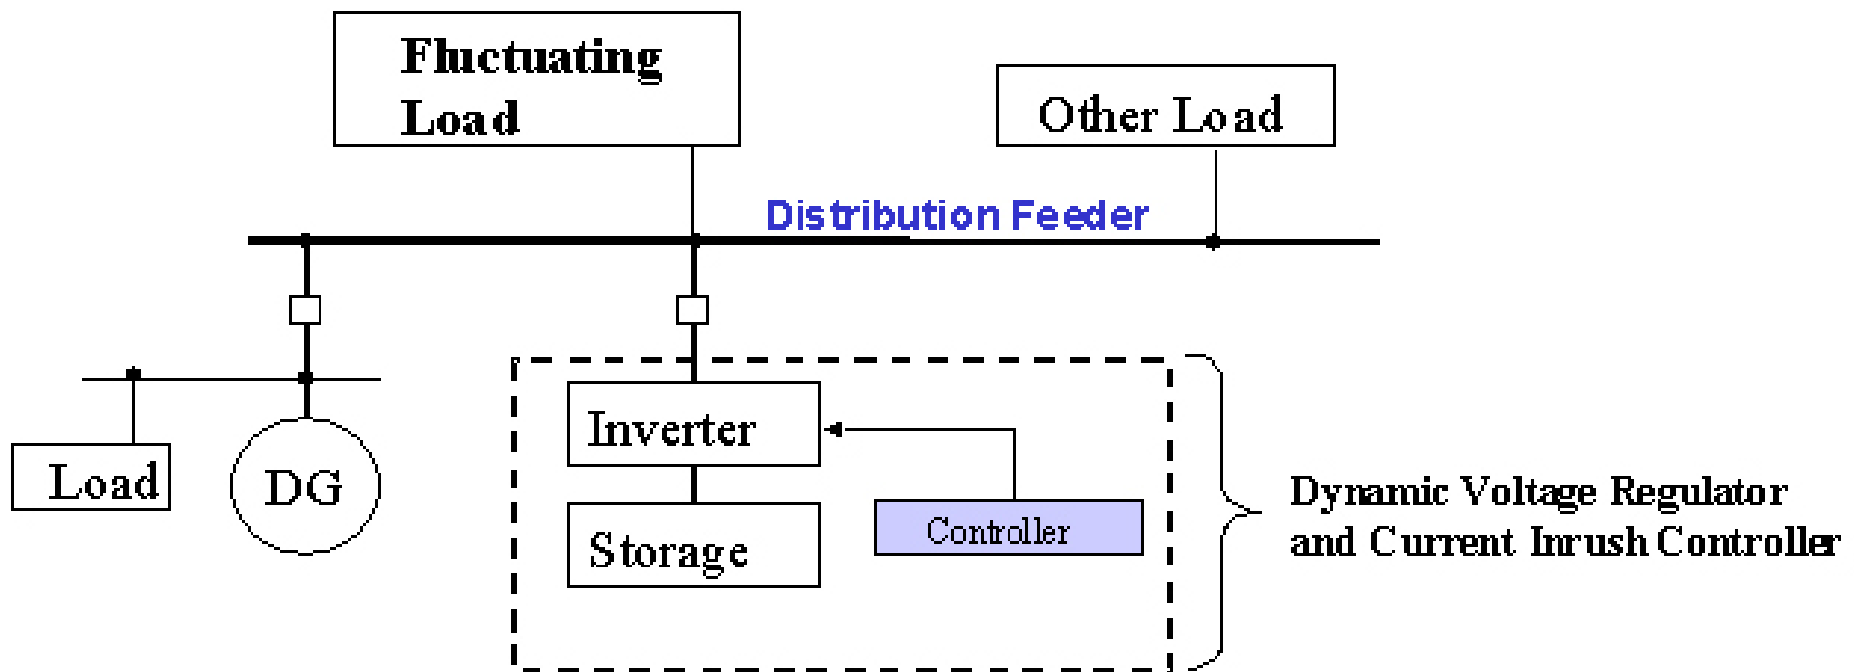 Fluctuating
Load
Other Load
Distribution Feeder
Load
DG
Inverter
Storage
Controller
Dynamic Voltage Regulator
and Current Inrush Controller